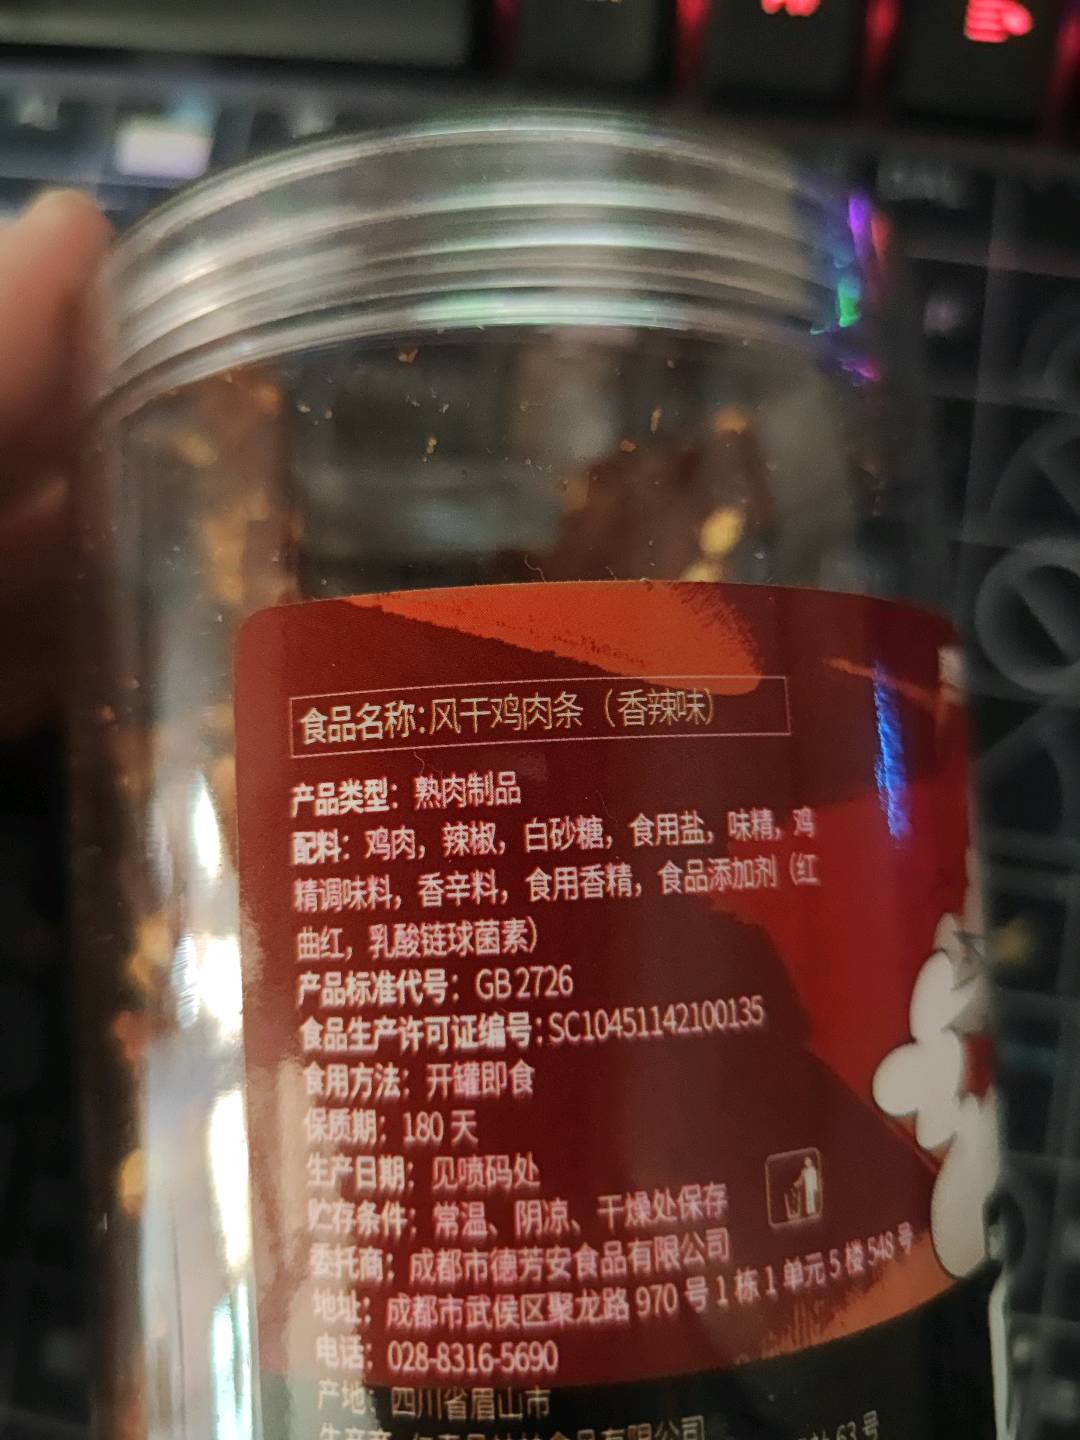 食品名称:风干鸡肉条（香辣味）
产品类型：熟肉制品
配料：鸡肉，辣椒，白砂糖，食用盐，味精，鸡
精调味料，香辛料，食用香精，食品添加剂（红
曲红，乳酸链球菌素）
产品标准代号：GB 2726
食品生产许可证编号:SC10451142100135
食用方法：开罐即食
保质期：180 天
生产日期：见喷码处
贮存条件：常温、阴凉、干燥处保存
委托商：成都市德芳安食品有限公司
地址：成都市武侯区聚龙路 970 号 1 栋 1 单元 5 楼 548 号
电话：028-8316-5690
产地：四川省眉山市
食品有限公司
63 号